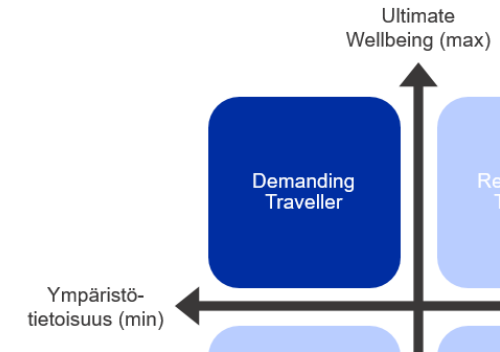 Ultimate
Wellbeing (max)
Demanding
Traveller
Ympäristö-
tietoisuus (min)